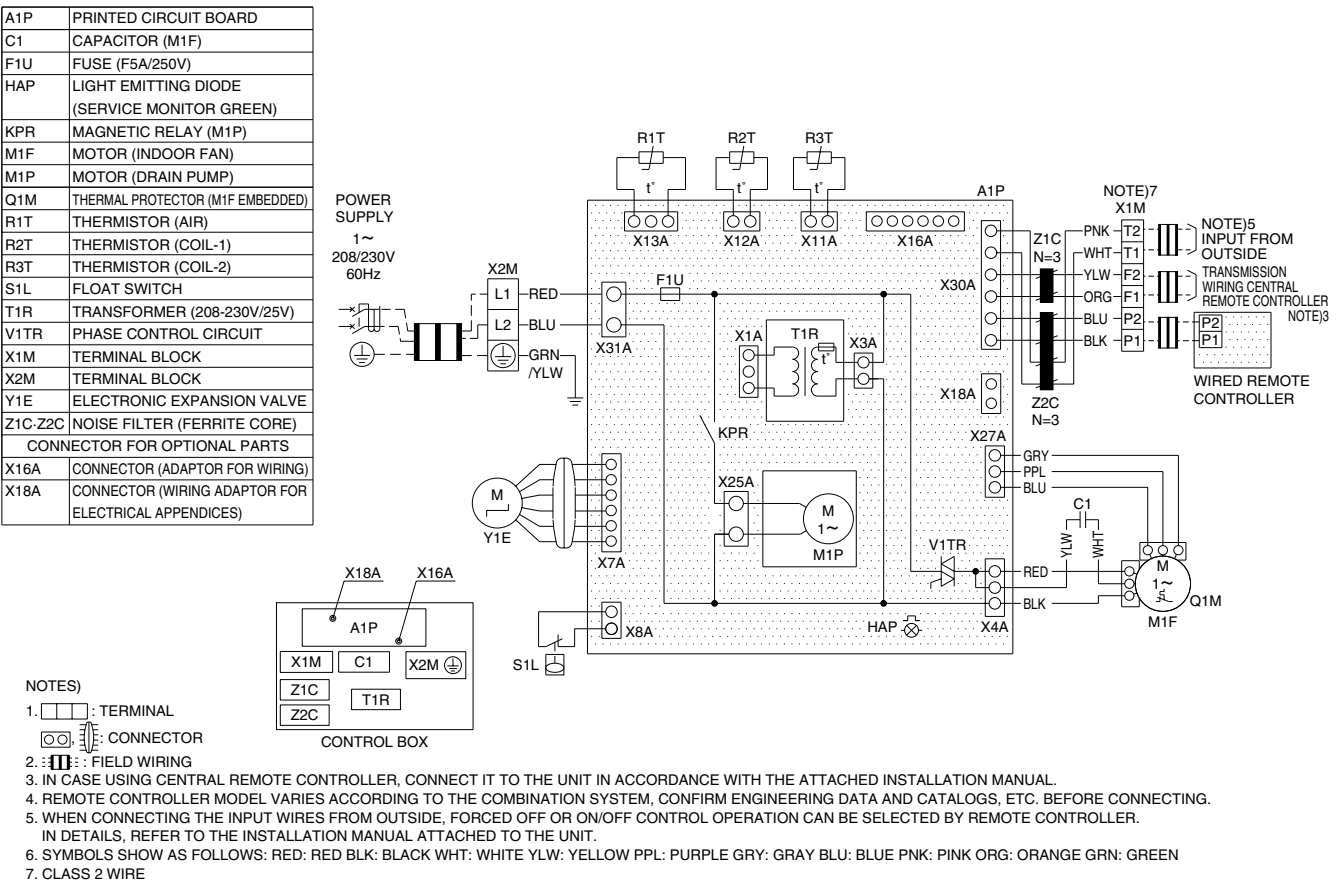 A1P PRINTED CIRCUIT BOARD
C1 CAPACITOR (M1F)
F1U FUSE (F5A/250V)
HAP LIGHT EMITTING DIODE
(SERVICE MONITOR GREEN)
KPR MAGNETIC RELAY (M1P)
M1F MOTOR (INDOOR FAN)
M1P MOTOR (DRAIN PUMP)
Q1M THERMAL PROTECTOR (M1F EMBEDDED)
R1T THERMISTOR (AIR)
R2T THERMISTOR (COIL-1)
R3T THERMISTOR (COIL-2)
S1L FLOAT SWITCH
T1R TRANSFORMER (208-230V/25V)
V1TR PHASE CONTROL CIRCUIT
X1M TERMINAL BLOCK
X2M TERMINAL BLOCK
Y1E ELECTRONIC EXPANSION VALVE
Z1C·Z2C NOISE FILTER (FERRITE CORE)
CONNECTOR FOR OPTIONAL PARTS
X16A CONNECTOR (ADAPTOR FOR WIRING)
X18A CONNECTOR (WIRING ADAPTOR FOR
ELECTRICAL APPENDICES)
POWER
SUPPLY
1~
208/230V
60Hz
X2M
L1 RED
L2 BLU
GRN
/YLW
X31A
R1T
t°
X13A
R2T
t°
X12A
R3T
t°
X11A
X16A
A1P
F1U
X1A
T1R
t°
X3A
KPR
X25A
M
1~
M1P
M
Y1E
X7A
S1L
X8A
HAP
V1TR
X4A
X30A
X18A
X27A
Z1C
N=3
Z2C
N=3
NOTE)7
X1M
PNK T2
WHT T1
YLW F2
ORG F1
BLU P2
BLK P1
NOTE)5
INPUT FROM
OUTSIDE
TRANSMISSION
WIRING CENTRAL
REMOTE CONTROLLER
NOTE)3
P2
P1
WIRED REMOTE
CONTROLLER
GRY
PPL
BLU
C1
YLW
WHT
RED
BLK
M
1~
Q1M
M1F
X18A X16A
A1P
X1M C1 X2M
Z1C
T1R
Z2C
CONTROL BOX
NOTES)
1. : TERMINAL
, : CONNECTOR
2. : FIELD WIRING
3. IN CASE USING CENTRAL REMOTE CONTROLLER, CONNECT IT TO THE UNIT IN ACCORDANCE WITH THE ATTACHED INSTALLATION MANUAL.
4. REMOTE CONTROLLER MODEL VARIES ACCORDING TO THE COMBINATION SYSTEM, CONFIRM ENGINEERING DATA AND CATALOGS, ETC. BEFORE CONNECTING.
5. WHEN CONNECTING THE INPUT WIRES FROM OUTSIDE, FORCED OFF OR ON/OFF CONTROL OPERATION CAN BE SELECTED BY REMOTE CONTROLLER.
IN DETAILS, REFER TO THE INSTALLATION MANUAL ATTACHED TO THE UNIT.
6. SYMBOLS SHOW AS FOLLOWS: RED: RED BLK: BLACK WHT: WHITE YLW: YELLOW PPL: PURPLE GRY: GRAY BLU: BLUE PNK: PINK ORG: ORANGE GRN: GREEN
7. CLASS 2 WIRE